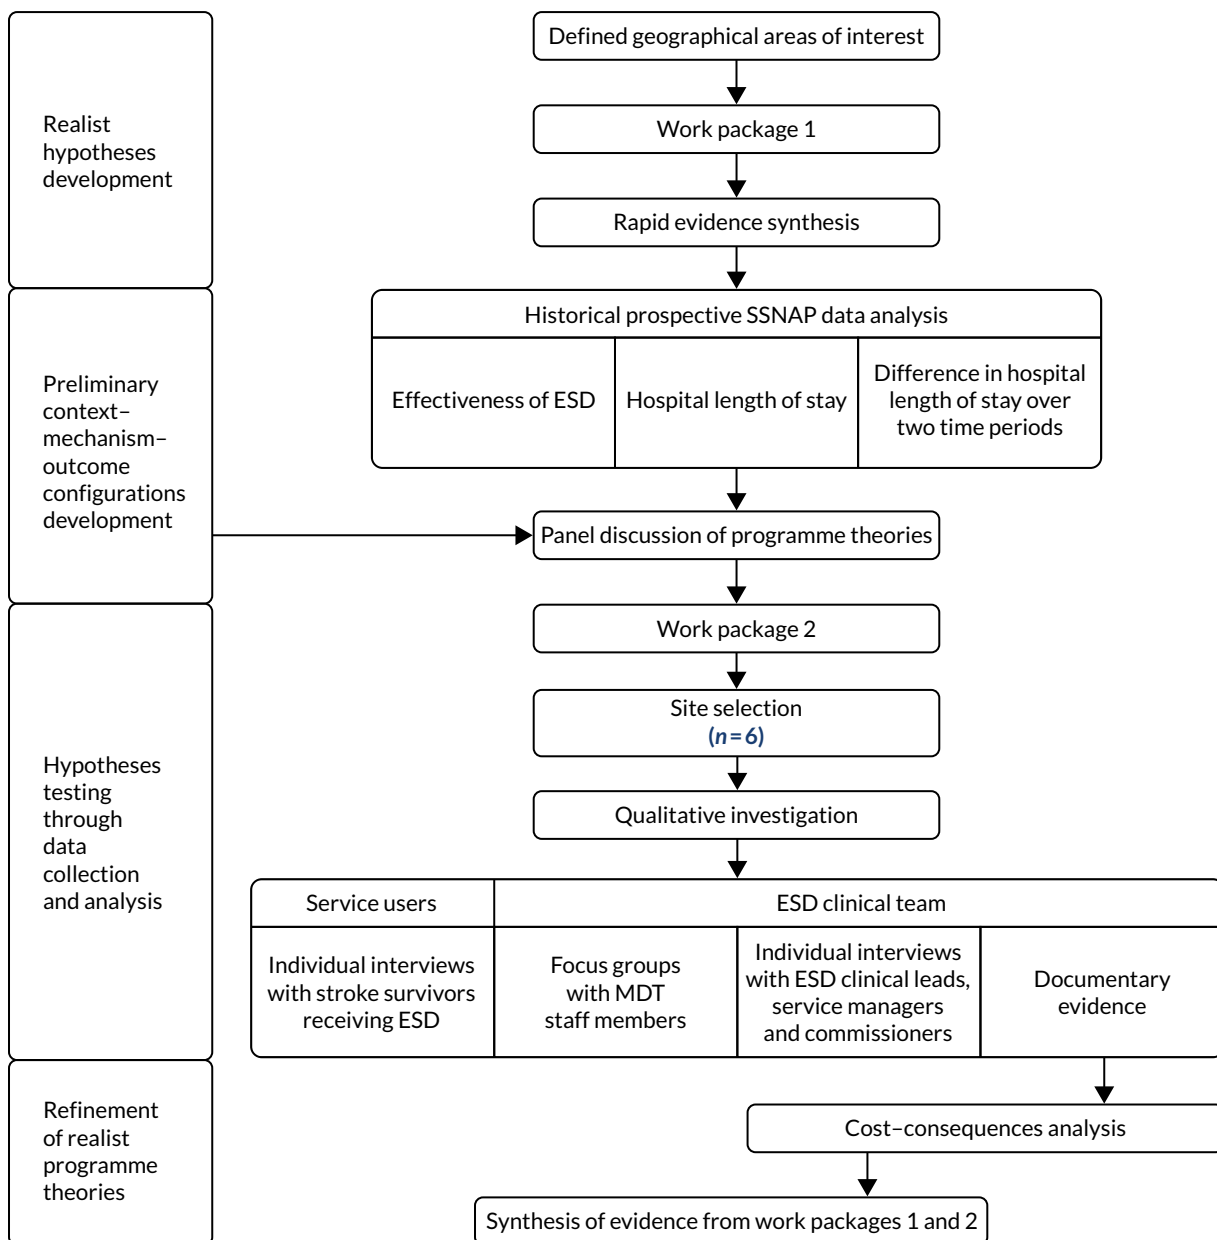 Realist
hypotheses
development
Preliminary
context–
mechanism–
outcome
configurations
development
Hypotheses
testing
through
data
collection
and analysis
Refinement
of realist
programme
theories
Defined geographical areas of interest
Work package 1
Rapid evidence synthesis
Historical prospective SSNAP data analysis
Effectiveness of ESD
Hospital length of stay
Difference in hospital
length of stay over
two time periods
Panel discussion of programme theories
Work package 2
Site selection
(n=6)
Qualitative investigation
Service users
ESD clinical team
Individual interviews
with stroke survivors
receiving ESD
Focus groups
with MDT
staff members
Individual interviews
with ESD clinical leads,
service managers
and commissioners
Documentary
evidence
Cost–consequences analysis
Synthesis of evidence from work packages 1 and 2